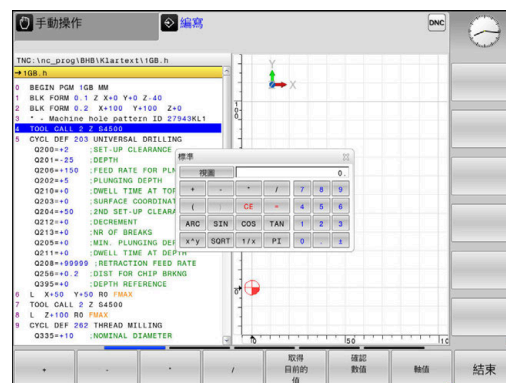 手動操作
編寫
DNC
TNC:\nc_prog\BHB\Klartext\1GB.h
→1GB.h
0 BEGIN PGM 1GB MM
1 BLK FORM 0.1 Z X+0 Y+0 Z-40
2 BLK FORM 0.2 X+100 Y+100 Z+0
3 * - Machine hole pattern ID 27943KL1
4 TOOL CALL 2 Z S4500
5 CYCL DEF 203 UNIVERSAL DRILLING
Q200=+2 ;SET-UP CLEARANCE
Q201=-25 ;DEPTH
Q206=+150 ;FEED RATE FOR PLN
Q202=+5 ;PLUNGING DEPTH
Q210=+0 ;DWELL TIME AT TOP
Q203=+0 ;SURFACE COORDINAT
Q204=+50 ;2ND SET-UP CLEARA
Q212=+0 ;DECREMENT
Q213=+0 ;NR OF BREAKS
Q205=+0 ;MIN. PLUNGING DEP
Q211=+0 ;DWELL TIME AT DEPTH
Q208=+99999 ;RETRACTION FEED RATE
Q256=+0.2 ;DIST FOR CHIP BRKNG
Q395=+0 ;DEPTH REFERENCE
6 L X+50 Y+50 R0 FMAX
7 TOOL CALL 2 Z S4500
8 L Z+100 R0 FMAX
9 CYCL DEF 262 THREAD MILLING
Q335=+10 ;NOMINAL DIAMETER
Y
X
標準
視圖 0.
+ - * / 7 8 9
( ) CE = 4 5 6
ARC SIN COS TAN 1 2 3
x^y SQRT 1/x PI 0 . ±
0 50
+ - * / 取得目前的值 確認數值 軸值 結束